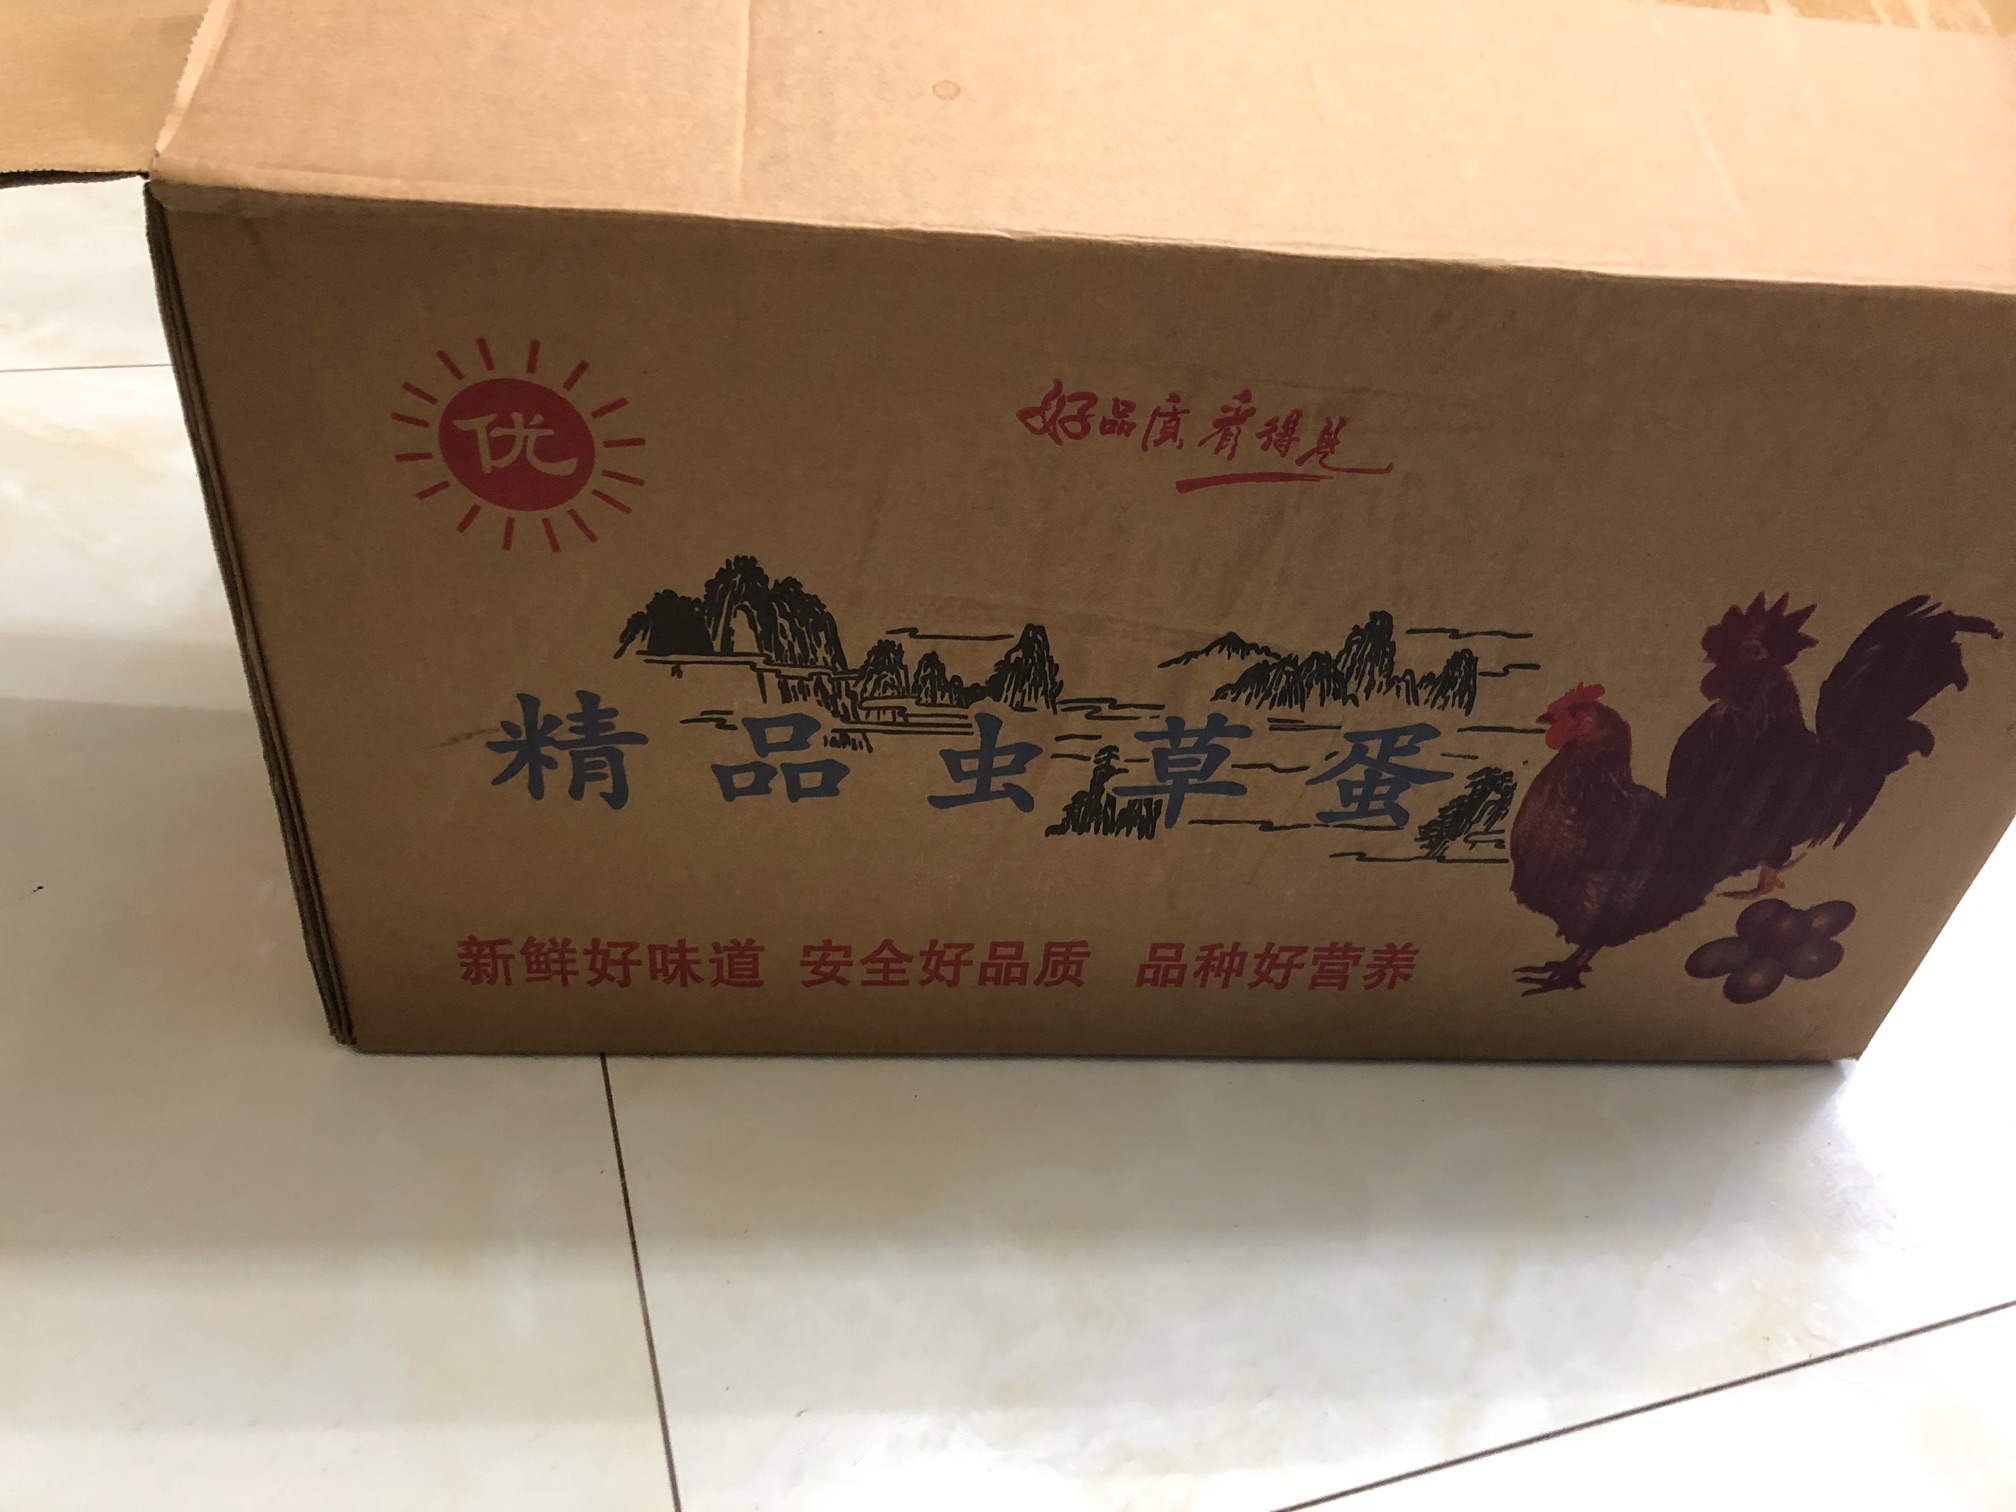 优
好品质 看得见
精品虫草蛋
新鲜好味道 安全好品质 品种好营养